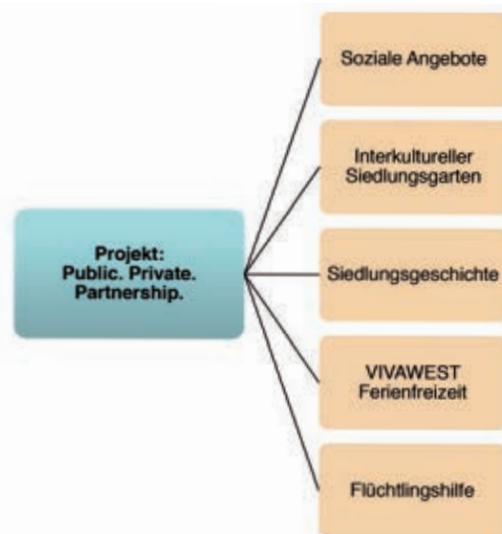 Soziale Angebote
Interkultureller
Siedlungsgarten
Projekt:
Public. Private.
Partnership.
Siedlungsgeschichte
VIVAWEST
Ferienfreizeit
Flüchtlingshilfe